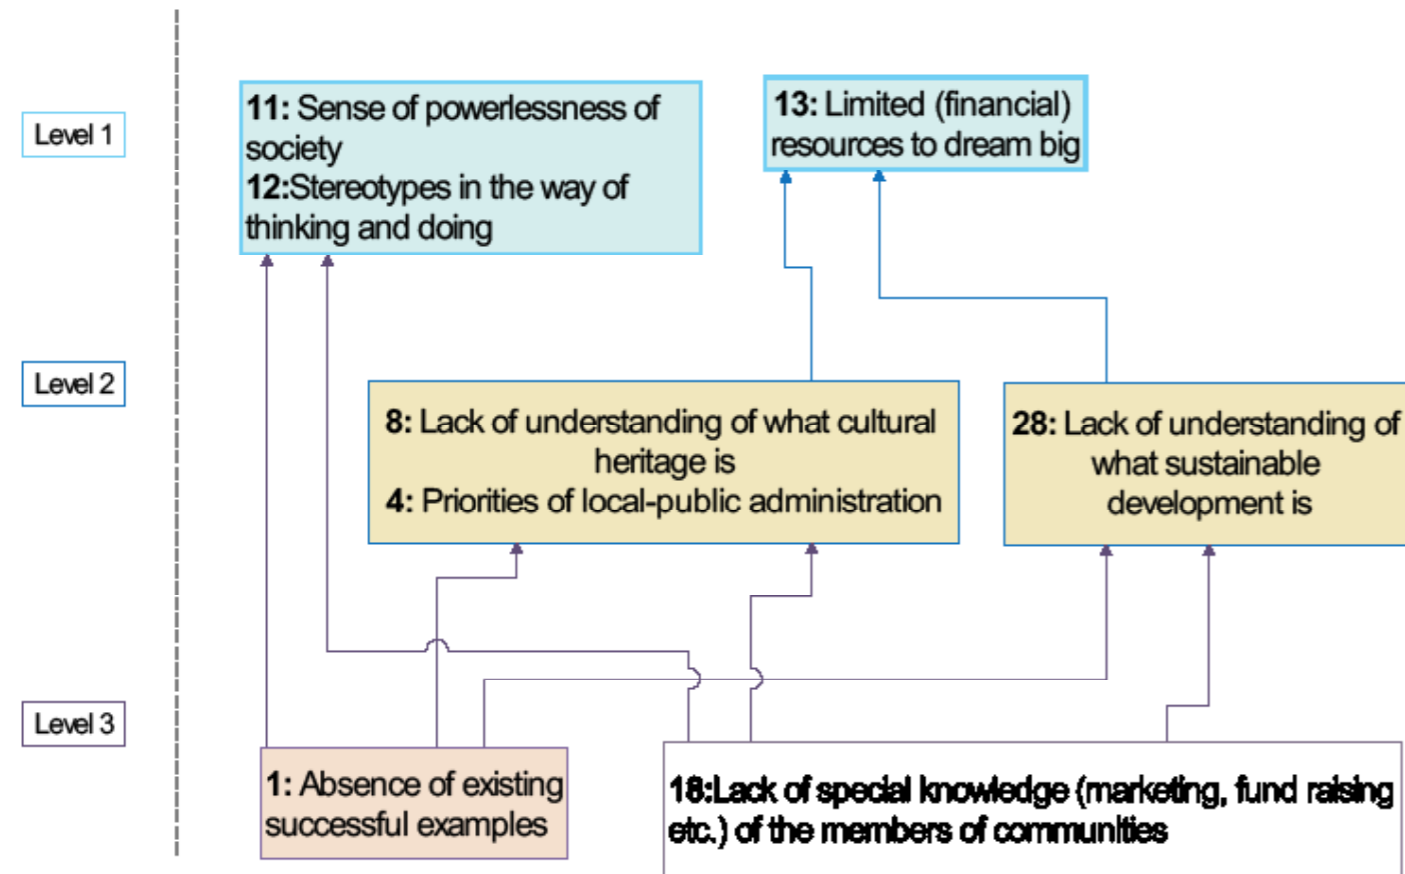 Level 1
11: Sense of powerlessness of
society
12:Stereotypes in the way of
thinking and doing
13: Limited (financial)
resources to dream big
Level 2
8: Lack of understanding of what cultural
heritage is
4: Priorities of local-public administration
28: Lack of understanding of
what sustainable
development is
Level 3
1: Absence of existing
successful examples
18:Lack of special knowledge (marketing, fund raising
etc.) of the members of communities